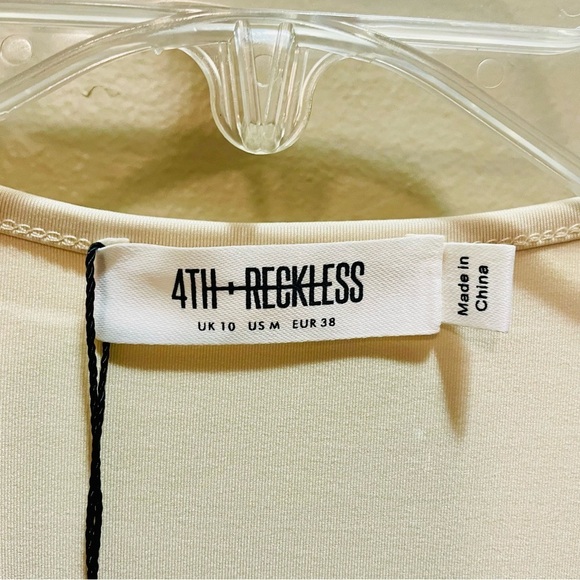 4TH + RECKLESS
UK 10 US M EUR 38
Made in
China